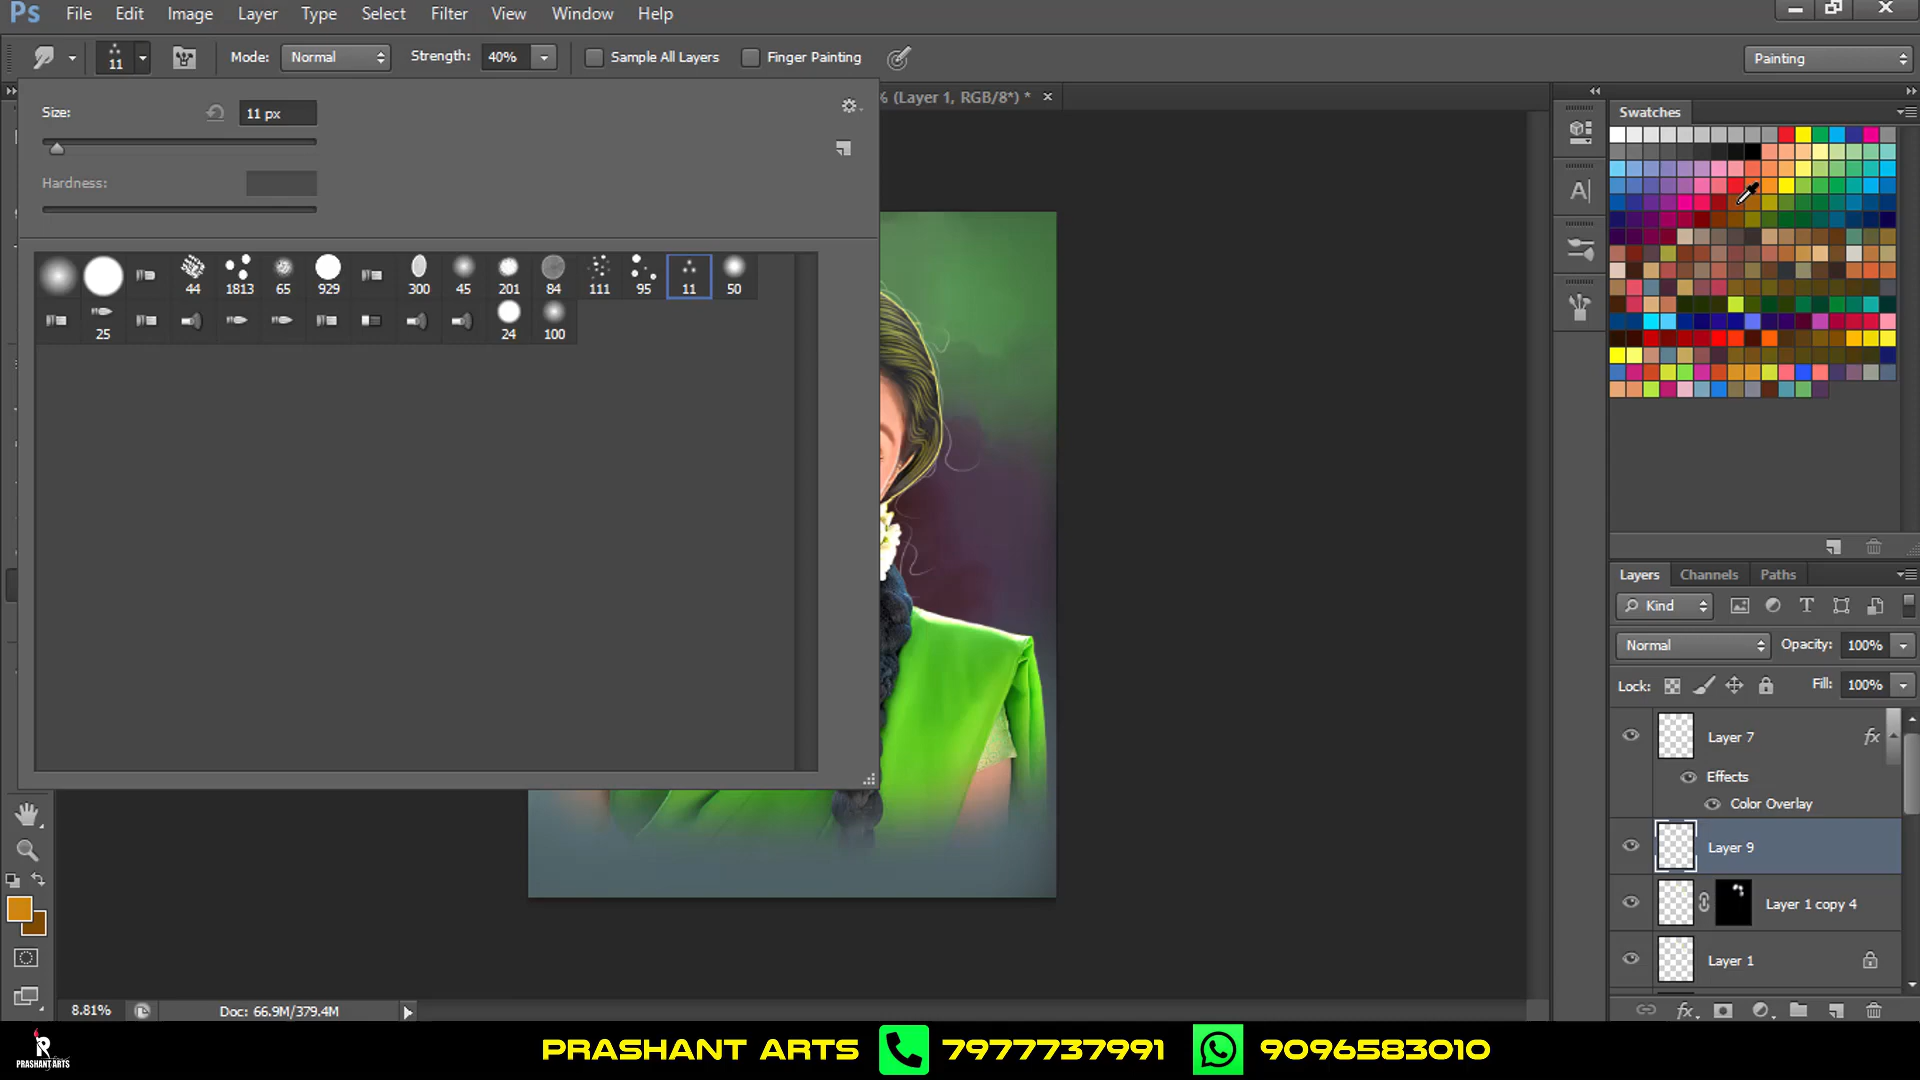 Ps File Edit Image Layer Type Select Filter View Window Help
11 Mode: Normal Strength: 40% Sample All Layers Finger Painting Painting
% (Layer 1, RGB/8*) *
Size: 11 px
Hardness:
44 1813 65 929 300 45 201 84 111 95 11 50
25 24 100
Swatches
Layers Channels Paths
Kind
Normal Opacity: 100%
Lock: Fill: 100%
Layer 7 fx
Effects
Color Overlay
Layer 9
Layer 1 copy 4
Layer 1
8.81% Doc: 66.9M/379.4M
fx
PRASHANT ARTS
PRASHANT ARTS 7977737991 9096583010